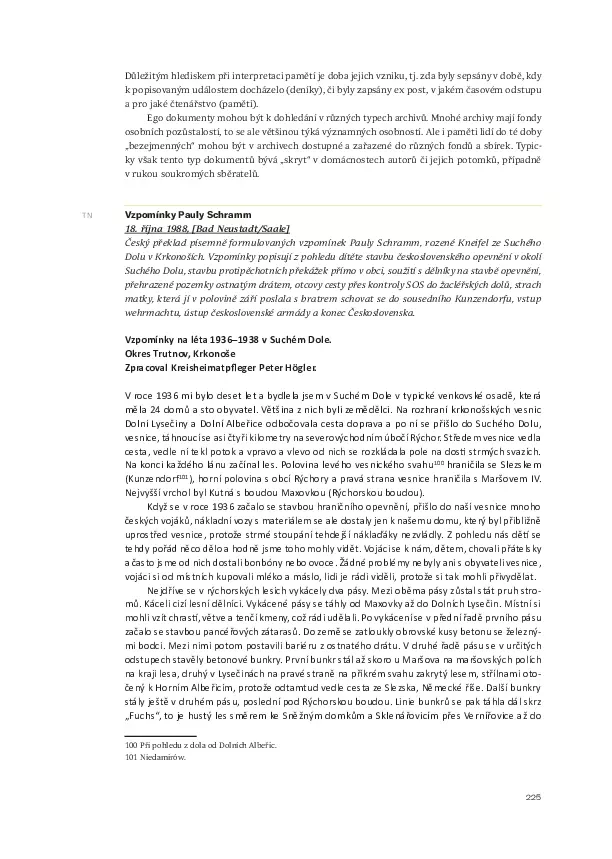 Důležitým hlediskem při interpretaci pamětí je doba jejich vzniku, tj. zda byly sepsány v době, kdy
k popisovaným událostem docházelo (deníky), či byly zapsány ex post, v jakém časovém odstupu
a pro jaké čtenářstvo (paměti).
Ego dokumenty mohou být k dohledání v různých typech archivů. Mnohé archivy mají fondy
osobních pozůstalostí, to se ale většinou týká významných osobností. Ale i paměti lidí do té doby
„bezejmenných“ mohou být v archivech dostupné a zařazené do různých fondů a sbírek. Typic-
ky však tento typ dokumentů bývá „skryt“ v domácnostech autorů či jejich potomků, případně
v rukou soukromých sběratelů.
TN
Vzpomínky Pauly Schramm
18. října 1988, [Bad Neustadt/Saale]
Český překlad písemně formulovaných vzpomínek Pauly Schramm, rozené Kneifel ze Suchého
Dolu v Krkonoších. Vzpomínky popisují z pohledu dítěte stavbu československého opevnění v okolí
Suchého Dolu, stavbu protipěchotních překážek přímo v obci, soužití s dělníky na stavbě opevnění,
přehrazené pozemky ostnatým drátem, otcovy cesty přes kontroly SOS do žacléřských dolů, strach
matky, která jí v polovině září poslala s bratrem schovat se do sousedního Kunzendorfu, vstup
wehrmachtu, ústup československé armády a konec Československa.
Vzpomínky na léta 1936–1938 v Suchém Dole.
Okres Trutnov, Krkonoše
Zpracoval Kreisheimatpfleger Peter Högler.
V roce 1936 mi bylo deset let a bydlela jsem v Suchém Dole v typické venkovské osadě, která
měla 24 domů a sto obyvatel. Většina z nich byli zemědělci. Na rozhraní krkonošských vesnic
Dolní Lysečiny a Dolní Albeřice odbočovala cesta doprava a po ní se přišlo do Suchého Dolu,
vesnice, táhnoucí se asi čtyři kilometry na severovýchodním úbočí Rýchor. Středem vesnice vedla
cesta, vedle ní tekl potok a vpravo a vlevo od nich se rozkládala pole na dosti strmých svazích.
Na konci každého lánu začínal les. Polovina levého vesnického svahu100 hraničila se Slezskem
(Kunzendorf101), horní polovina s obcí Rýchory a pravá strana vesnice hraničila s Maršovem IV.
Nejvyšší vrchol byl Kutná s boudou Maxovkou (Rýchorskou boudou).
Když se v roce 1936 začalo se stavbou hraničního opevnění, přišlo do naší vesnice mnoho
českých vojáků, nákladní vozy s materiálem se ale dostaly jen k našemu domu, který byl přibližně
uprostřed vesnice, protože strmé stoupání tehdejší náklaďáky nezvládly. Z pohledu nás dětí se
tehdy pořád něco dělo a hodně jsme toho mohly vidět. Vojáci se k nám, dětem, chovali přátelsky
a často jsme od nich dostali bonbóny nebo ovoce. Žádné problémy nebyly ani s obyvateli vesnice,
vojáci si od místních kupovali mléko a máslo, lidi je rádi viděli, protože si tak mohli přivydělat.
Nejdříve se v rýchorských lesích vykácely dva pásy. Mezi oběma pásy zůstal stát pruh stro-
mů. Káceli cizí lesní dělníci. Vykácené pásy se táhly od Maxovky až do Dolních Lysečin. Místní si
mohli vzít chrastí, větve a tenčí kmeny, což rádi udělali. Po vykácení se v přední řadě prvního pásu
začalo se stavbou pancéřových zátarasů. Do země se zatloukly obrovské kusy betonu se železný-
mi bodci. Mezi nimi potom postavili bariéru z ostnatého drátu. V druhé řadě pásu se v určitých
odstupech stavěly betonové bunkry. První bunkr stál až skoro u Maršova na maršovských polích
na kraji lesa, druhý v Lysečinách na pravé straně na příkrém svahu zakrytý lesem, střílnami oto-
čený k Horním Albeřicím, protože odtamtud vedle cesta ze Slezska, Německé říše. Další bunkry
stály ještě v druhém pásu, poslední pod Rýchorskou boudou. Linie bunkrů se pak táhla dál skrz
„Fuchs“, to je hustý les směrem ke Sněžným domkům a Sklenářovicím přes Vernířovice až do
100 Při pohledu z dola od Dolních Albeřic.
101 Niedamirów.
225